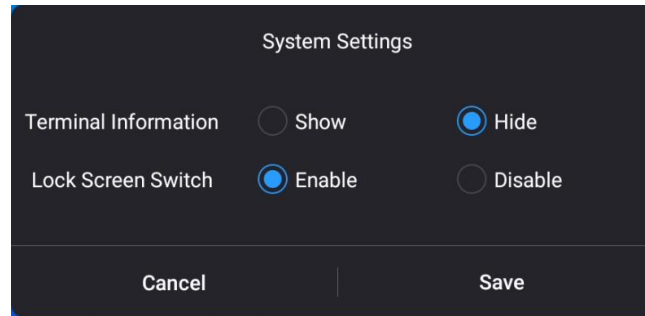 System Settings
Terminal Information Show Hide
Lock Screen Switch Enable Disable
Cancel Save